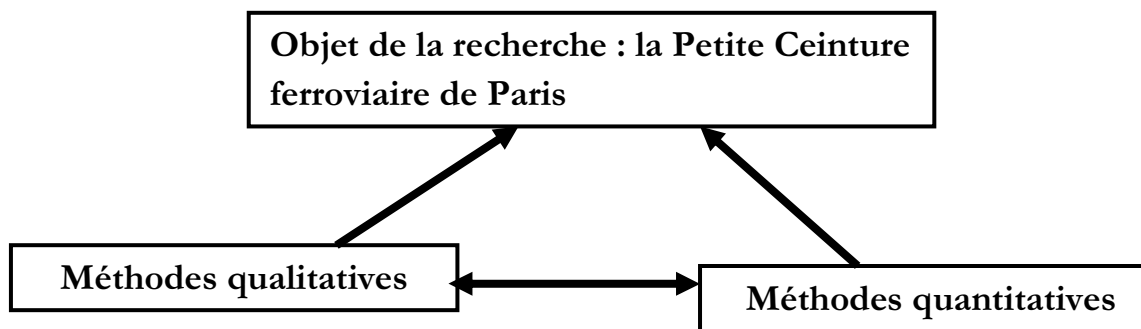 Objet de la recherche : la Petite Ceinture
ferroviaire de Paris
Méthodes qualitatives
Méthodes quantitatives